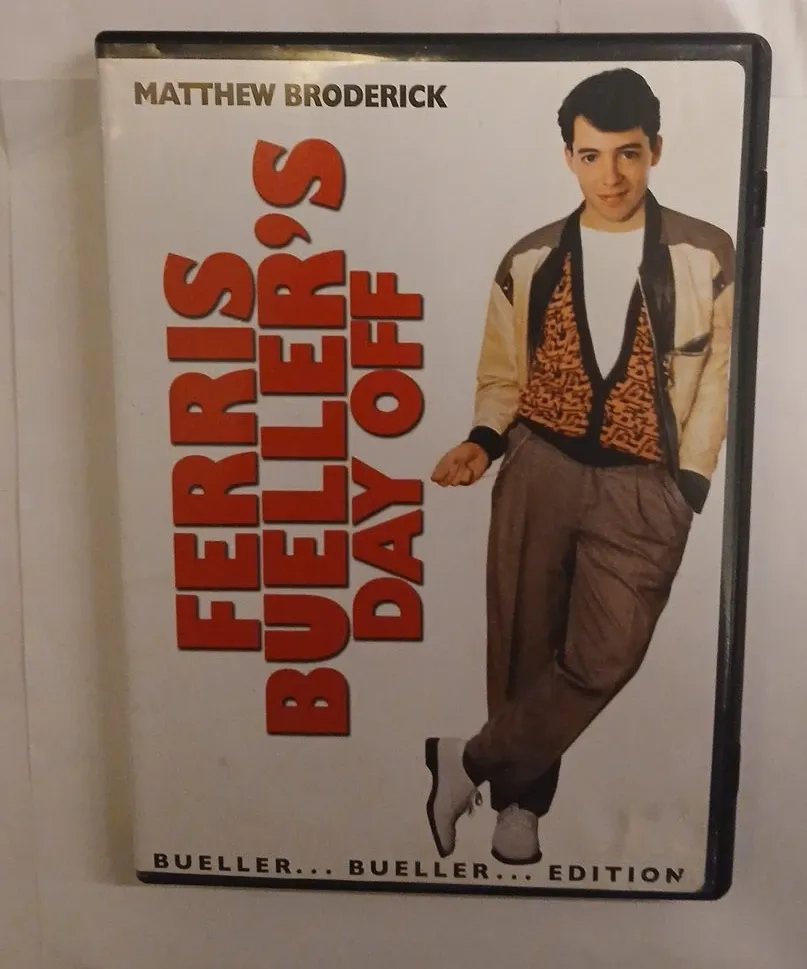 MATTHEW BRODERICK
FERRIS
BUELLER'S
DAY OFF
BUELLER... BUELLER... EDITION